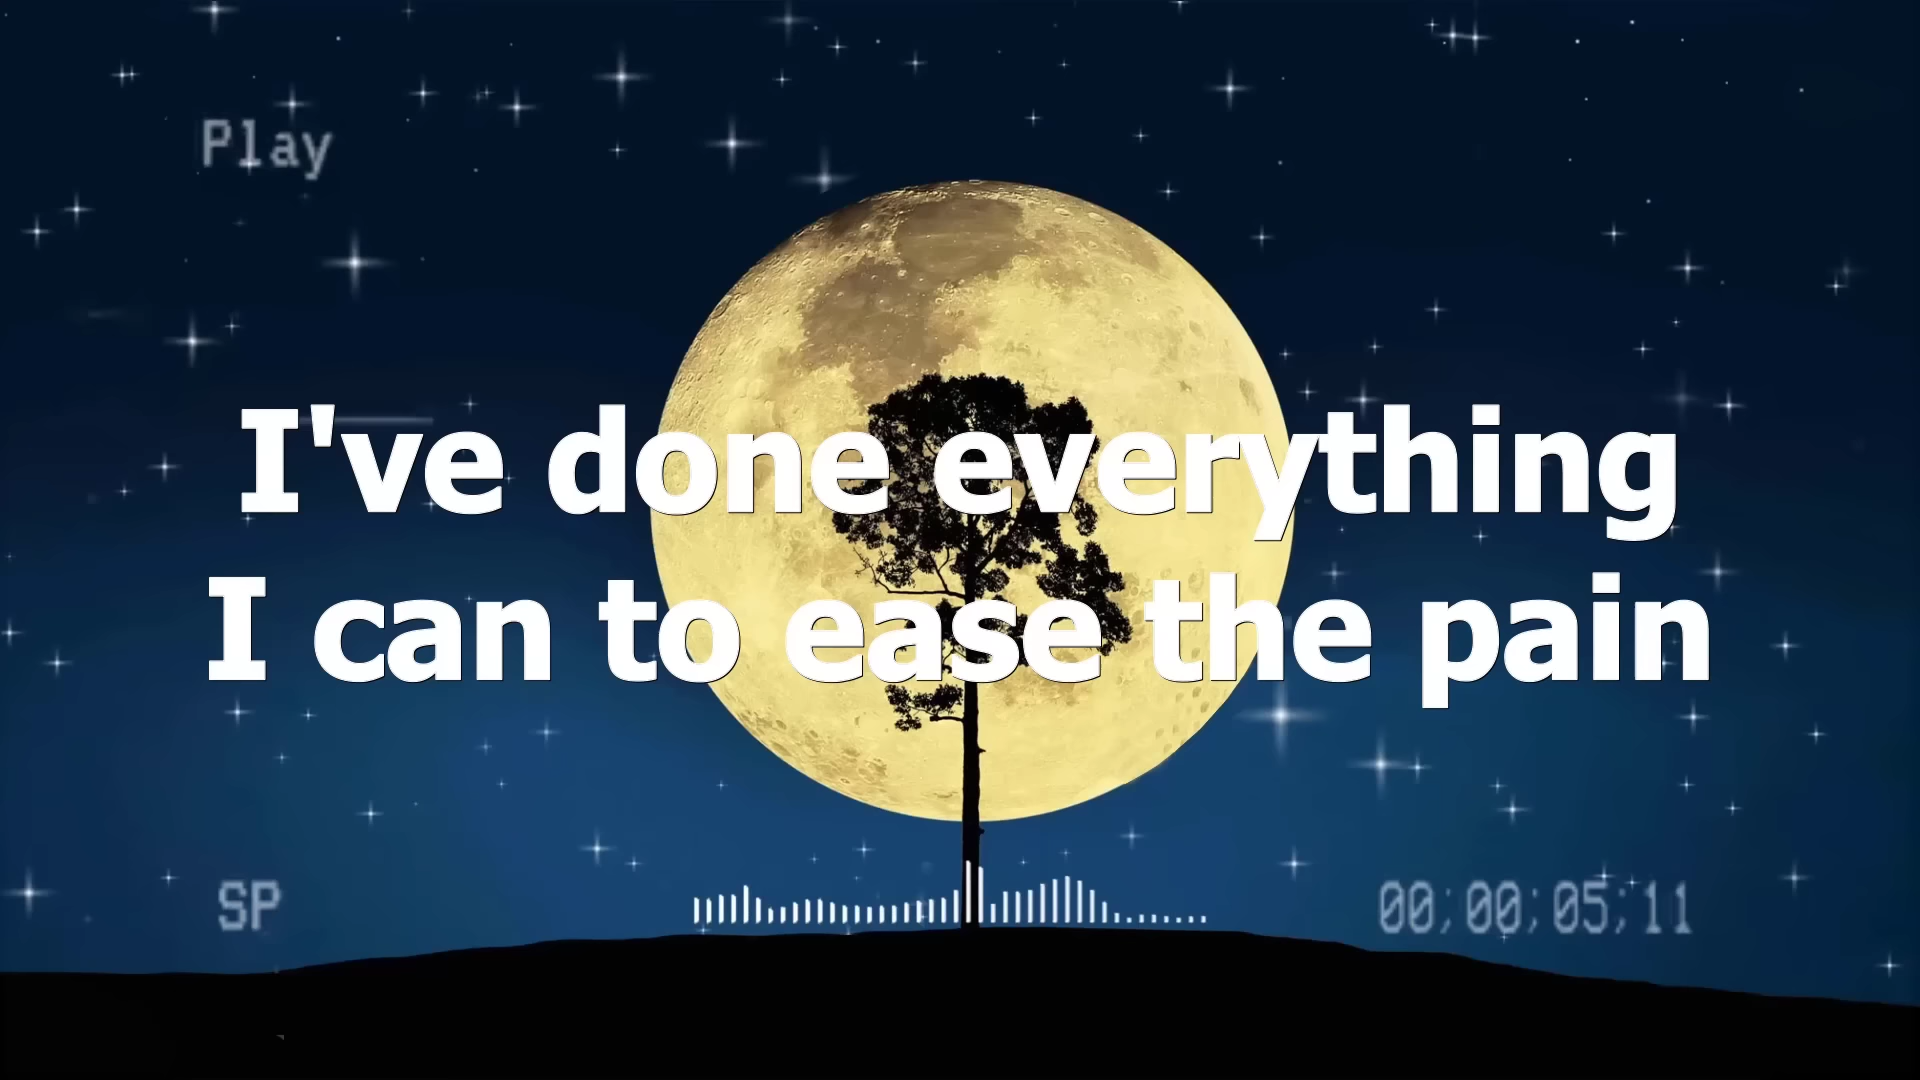 Play
I've done everything
I can to ease the pain
SP
00;00;05;11